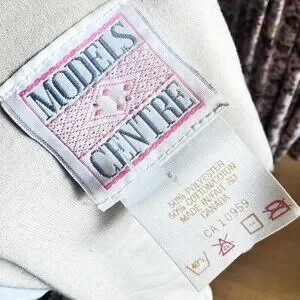 MODELS
CENTRE
50% POLYESTER
50% COTTON/COTON
MADE IN/FAIT AU
CANADA
CA 10959